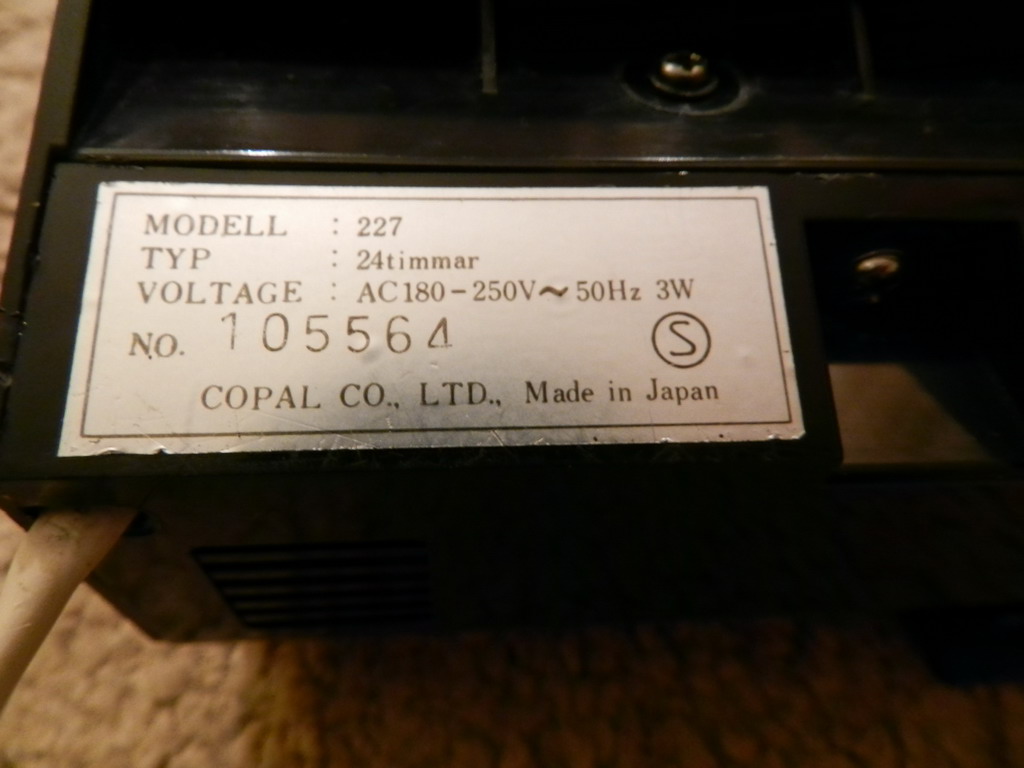 MODELL : 227
TYP : 24timmar
VOLTAGE : AC180-250V~50Hz 3W
NO. 105564 Ⓢ
COPAL CO., LTD., Made in Japan